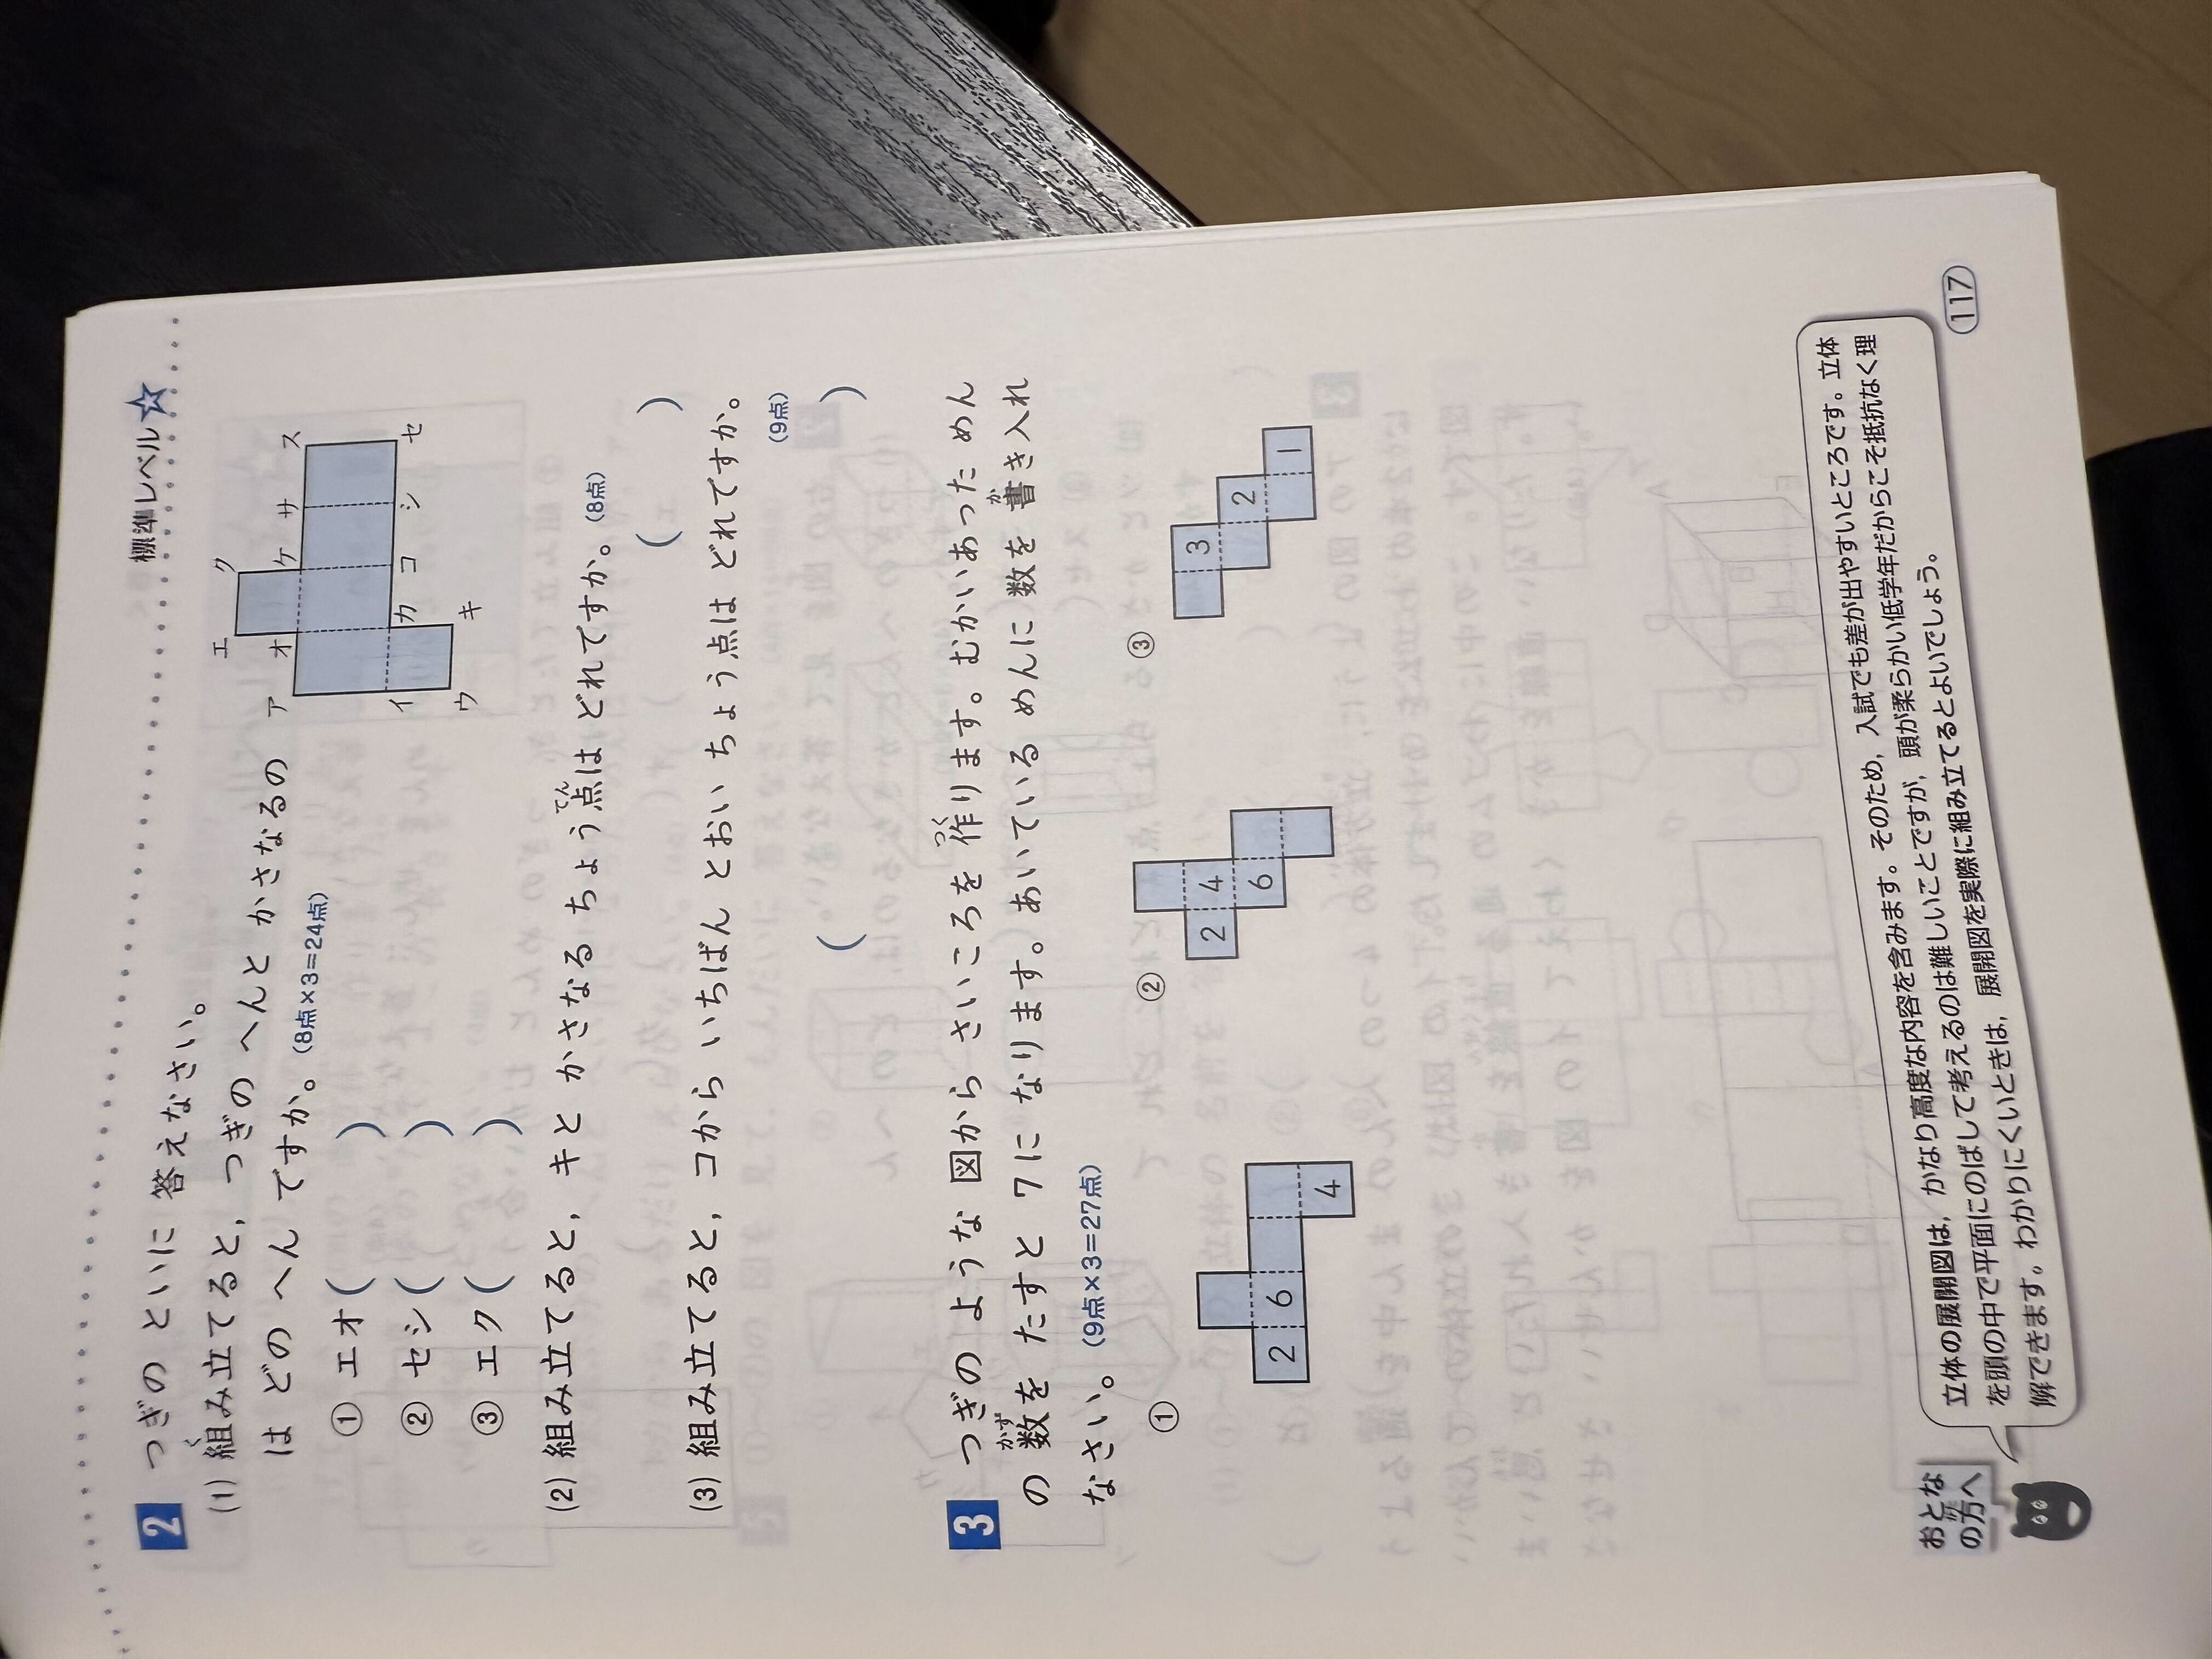 標準レベル☆
2 つぎの といに 答えなさい。
(1) 組み立てると，つぎの へんと かさなるの
く
は どの へんですか。(8点×3=24点)
① エオ( )
② セシ( )
③ エク( )
ア
イ
ウ
エ
オ
カ
キ
ク
ケ
コ
サ
シ
ス
セ
(2) 組み立てると，キと かさなる ちょう点は どれですか。(8点)
てん
( )
(3) 組み立てると，コから いちばん とおい ちょう点は どれですか。
(9点)
( )
3 つぎのような 図から さいころを 作ります。むかいあった めん
つく
の 数を たすと 7に なります。あいている めんに 数を 書き入れ
かず
か
なさい。(9点×3=27点)
①
2 6
4
②
2 4
6
③
3
2
1
おとな
の方へ
立体の展開図は，かなり高度な内容を含みます。そのため，入試でも差が出やすいところです。立体
を頭の中で平面にのばして考えるのは難しいことですが，頭が柔らかい低学年だからこそ抵抗なく理
解できます。わかりにくいときは，展開図を実際に組み立てるとよいでしょう。
117